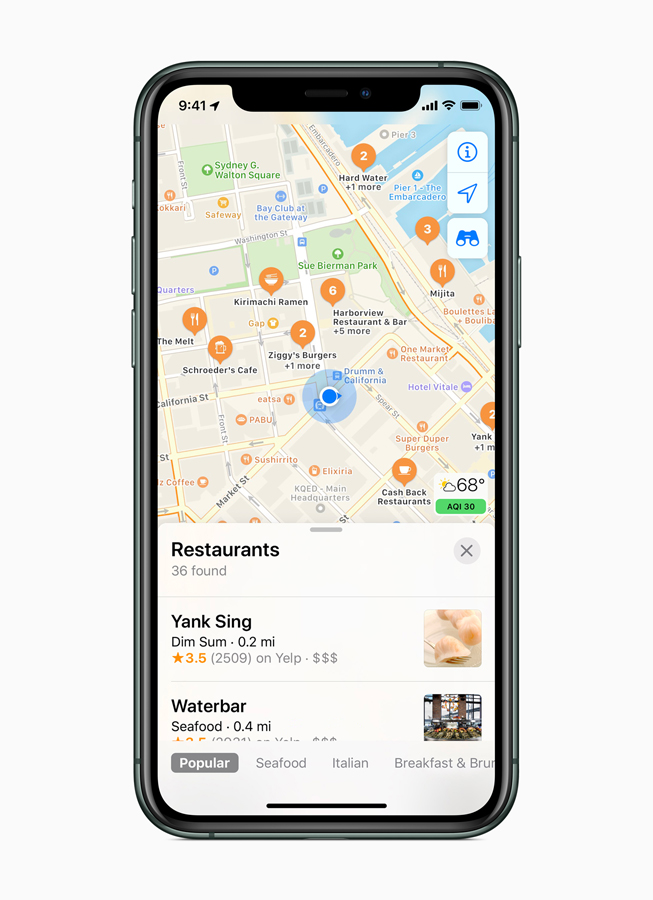 9:41
Embarcadero
Pier 3
2
Hard Water
+1 more
Sydney G.
Walton Square
Front St
Pier 1 - The
Embarcadero
okkari
Safeway
P
Bay Club at
the Gateway
3
Washington St
Sue Bierman Park
P
Mijita
Quarters
Kirimachi Ramen
6
Harborview
Restaurant & Bar
+5 more
Boulettes La
+ Bouliba
Gap
2
The Melt
Ziggy's Burgers
+1 more
Schroeder's Cafe
One Market
Restaurant
Drumm &
California
Hotel Vitale
California St
eatsa
Spear St
2
PABU
Front St
Super Duper
Burgers
Yank
+1 m
St
Sushirrito
Elixiria
lz Coffee
Market St
KQED - Main
Headquarters
Cash Back
Restaurants
St
68°
AQI 30
Restaurants
36 found
Yank Sing
Dim Sum · 0.2 mi
★3.5 (2509) on Yelp · $$$
Waterbar
Seafood · 0.4 mi
Popular Seafood Italian Breakfast & Brun